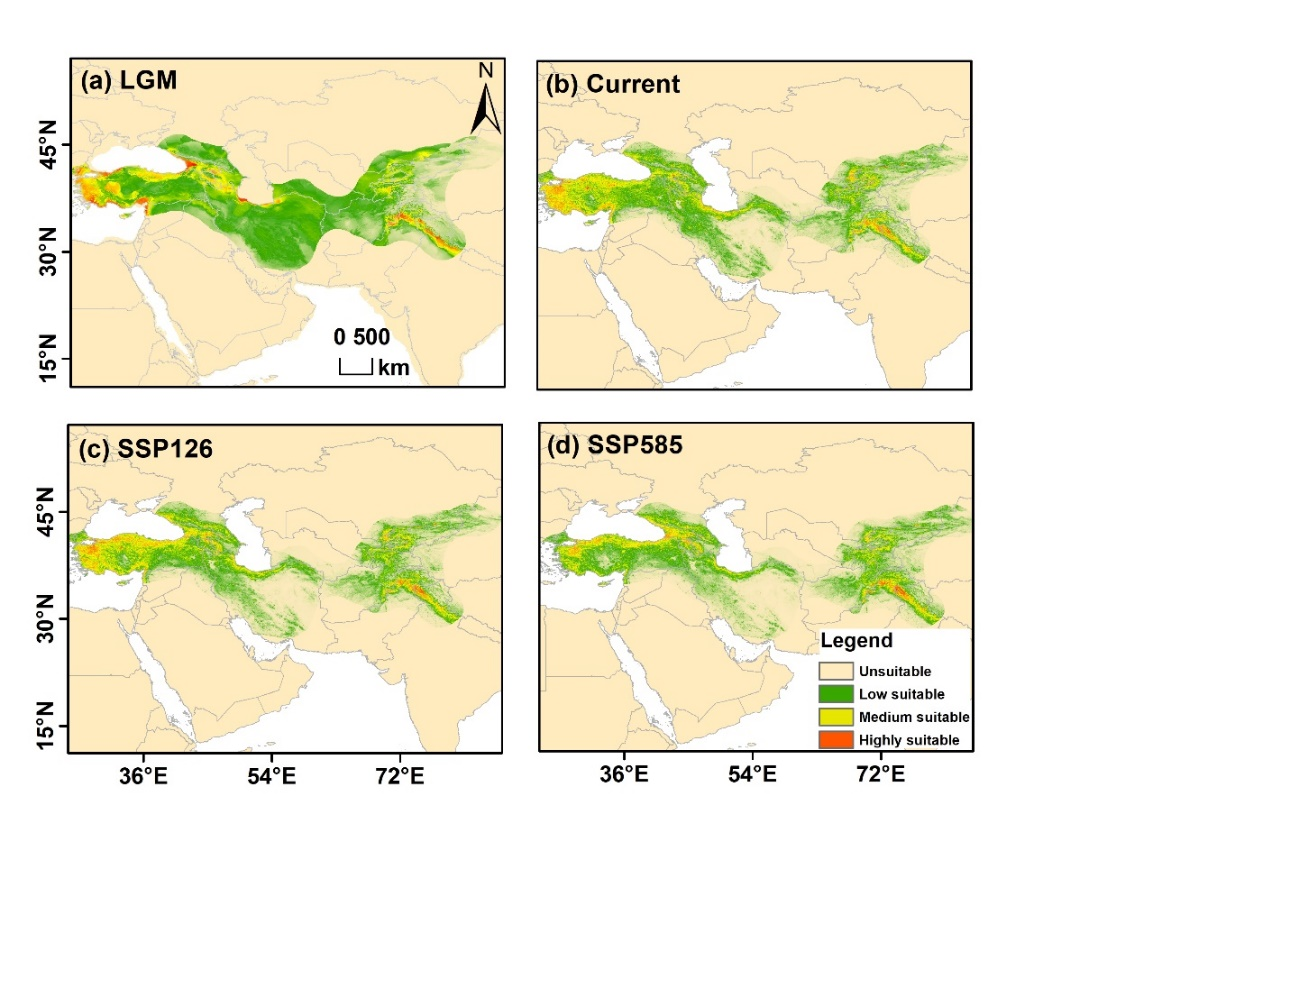 (a) LGM
N
(b) Current
45°N
30°N
15°N
0 500
km
(c) SSP126
(d) SSP585
45°N
30°N
15°N
Legend
Unsuitable
Low suitable
Medium suitable
Highly suitable
36°E 54°E 72°E
36°E 54°E 72°E